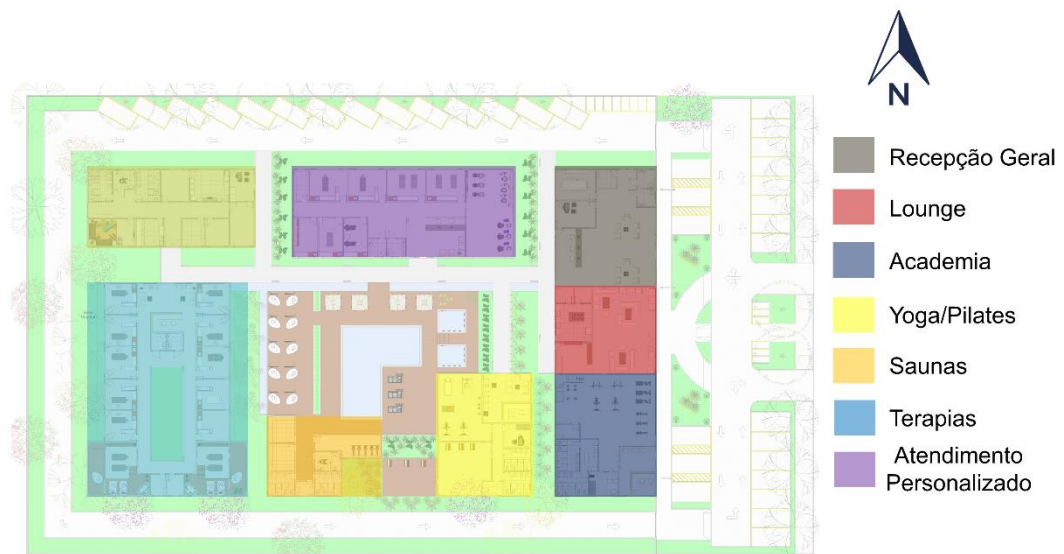 N
Recepção Geral
Lounge
Academia
Yoga/Pilates
Saunas
Terapias
Atendimento
Personalizado